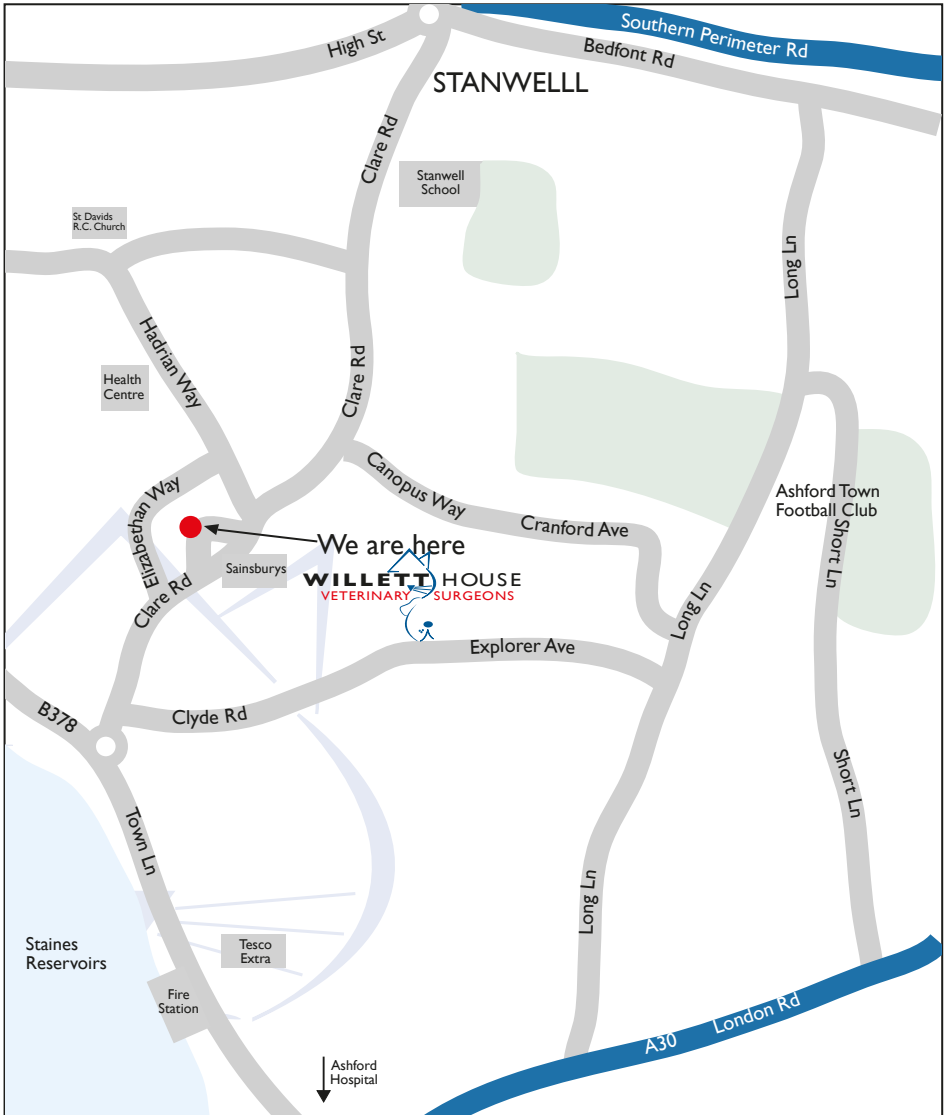 Southern Perimeter Rd
High St
Bedfont Rd
STANWELLL
Clare Rd
Stanwell
School
St Davids
R.C. Church
Long Ln
Hadrian Way
Clare Rd
Health
Centre
Canopus Way
Elizabethan Way
Ashford Town
Football Club
Cranford Ave
Short Ln
We are here
Sainsburys
WILLETT HOUSE
VETERINARY SURGEONS
Clare Rd
Long Ln
Explorer Ave
B378
Clyde Rd
Short Ln
Town Ln
Long Ln
Staines
Reservoirs
Tesco
Extra
Fire
Station
A30 London Rd
Ashford
Hospital